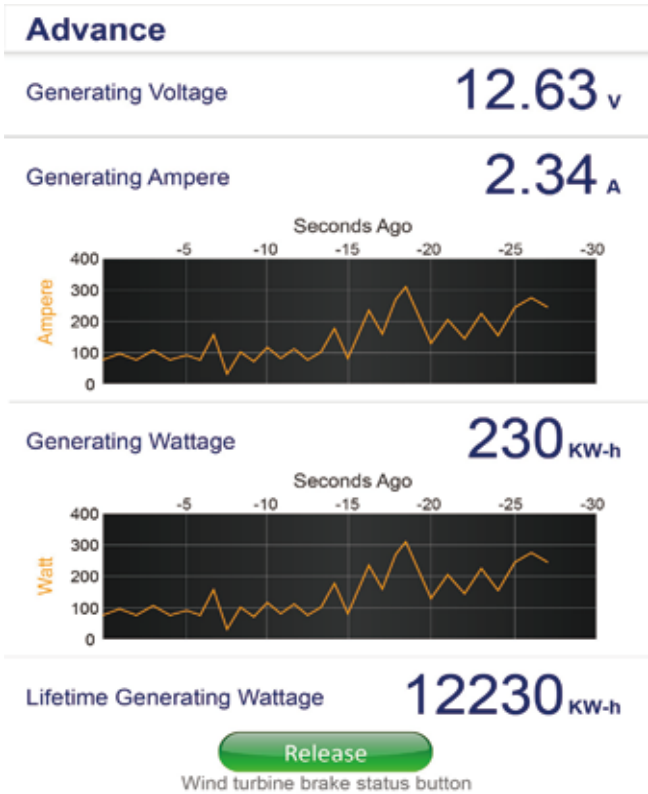 Advance
Generating Voltage 12.63 V
Generating Ampere 2.34 A
Seconds Ago
-5 -10 -15 -20 -25 -30
Ampere
400
300
200
100
0
Generating Wattage 230 KW-h
Seconds Ago
-5 -10 -15 -20 -25 -30
Watt
400
300
200
100
0
Lifetime Generating Wattage 12230 KW-h
Release
Wind turbine brake status button